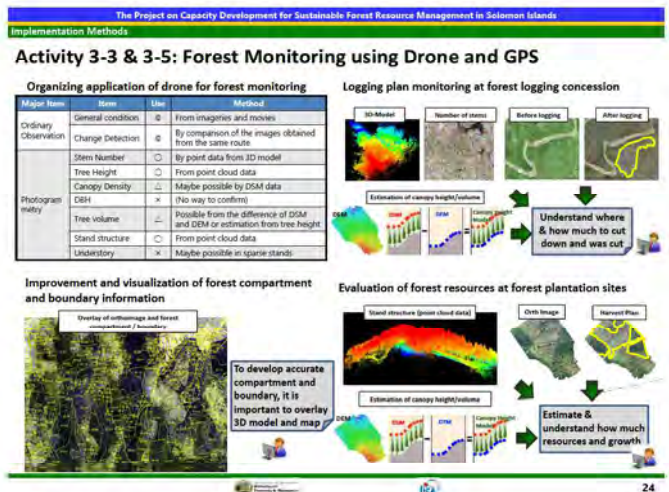 The Project on Capacity Development for Sustainable Forest Resource Management in Solomon Islands
Implementation Methods
Activity 3-3 & 3-5: Forest Monitoring using Drone and GPS
Organizing application of drone for forest monitoring
Major Item Item Use Method
Ordinary Observation General condition ◎ From imageries and movies
Change Detection ◎ By comparison of the images obtained from the same route
Photogrammetry Stem Number ○ By point data from 3D model
Tree Height ○ From point cloud data
Canopy Density △ Maybe possible by DSM data
DBH × (No way to confirm)
Tree volume △ Possible from the difference of DSM and DEM or estimation from tree height
Stand structure ○ From point cloud data
Understory × Maybe possible in sparse stands
Logging plan monitoring at forest logging concession
3D-Model
Number of stems
Before logging
After logging
Estimation of canopy height/volume
DSM
DSM
DEM
Canopy Height Model
Understand where
& how much to cut
down and was cut
Improvement and visualization of forest compartment
and boundary information
Overlay of orthoimage and forest
compartment / boundary
To develop accurate
compartment and
boundary, it is
important to overlay
3D model and map
Evaluation of forest resources at forest plantation sites
Stand structure (point cloud data)
Orth Image
Harvest Plan
Estimation of canopy height/volume
DEM
DSM
DTM
Canopy Height
Model
Estimate &
understand how much
resources and growth
24